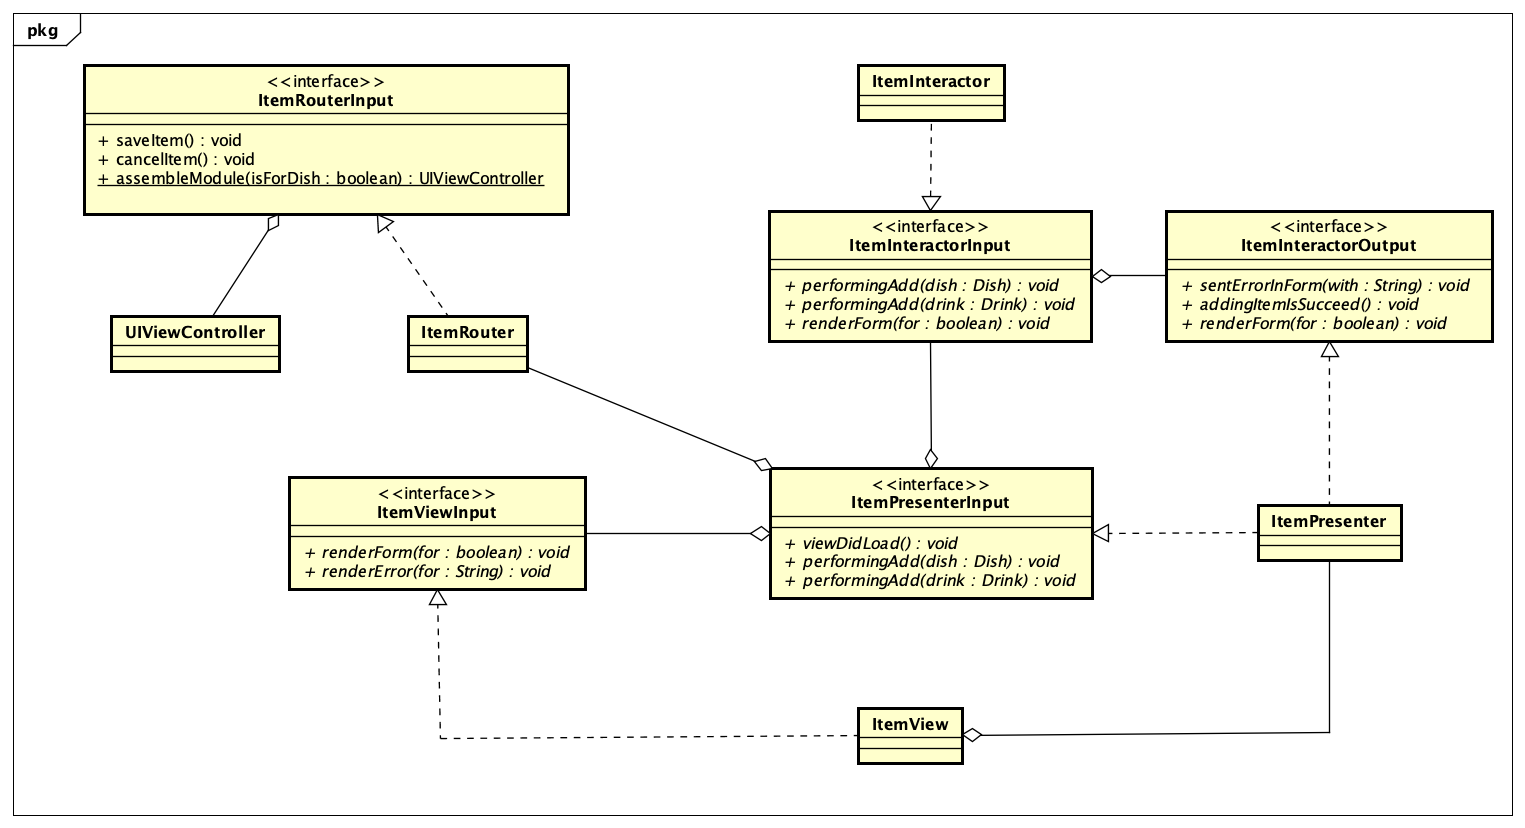 pkg
<<interface>>
ItemRouterInput
+ saveItem() : void
+ cancelItem() : void
+ assembleModule(isForDish : boolean) : UIViewController
ItemInteractor
<<interface>>
ItemInteractorInput
+ performingAdd(dish : Dish) : void
+ performingAdd(drink : Drink) : void
+ renderForm(for : boolean) : void
<<interface>>
ItemInteractorOutput
+ sentErrorInForm(with : String) : void
+ addingItemIsSucceed() : void
+ renderForm(for : boolean) : void
UIViewController
ItemRouter
<<interface>>
ItemViewInput
+ renderForm(for : boolean) : void
+ renderError(for : String) : void
<<interface>>
ItemPresenterInput
+ viewDidLoad() : void
+ performingAdd(dish : Dish) : void
+ performingAdd(drink : Drink) : void
ItemPresenter
ItemView